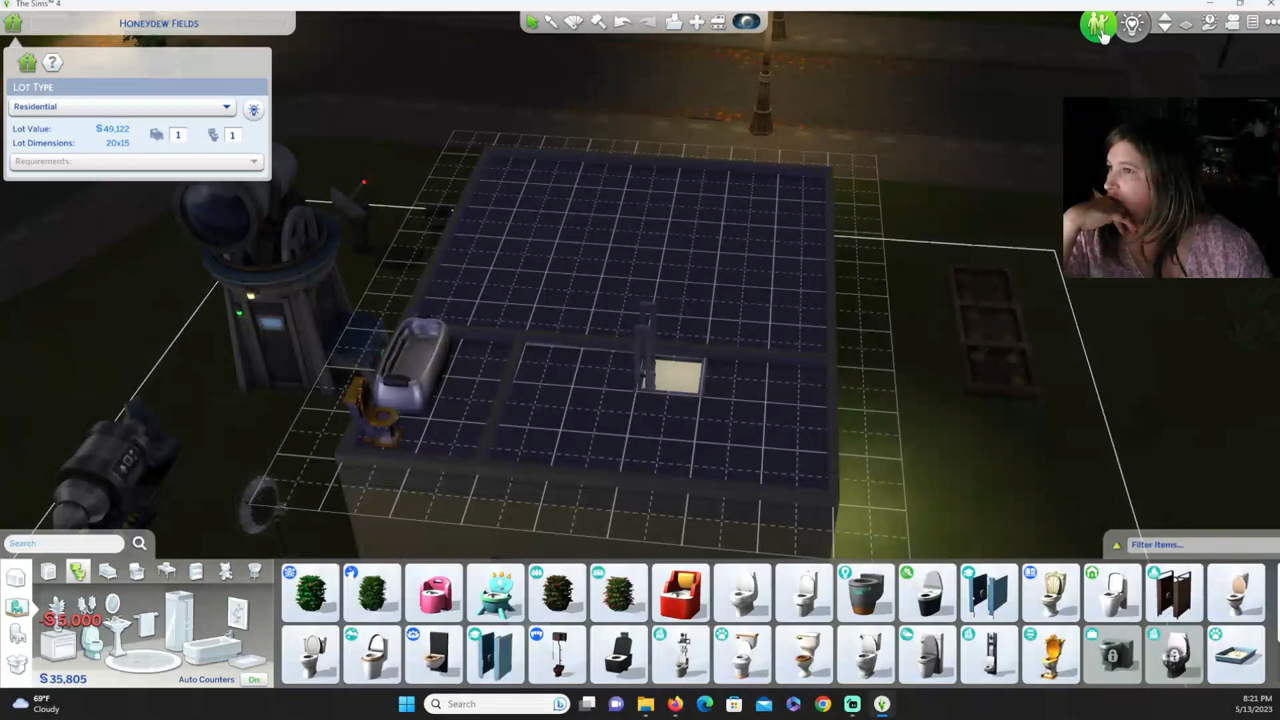 The Sims™ 4
HONEYDEW FIELDS
LOT TYPE
Residential
Lot Value: §49,122 1 1
Lot Dimensions: 20x15
Requirements:
Search
Filter Items...
-§5,000
§35,805
Auto Counters On
69°F
Cloudy
Search
8:21 PM
5/13/2023